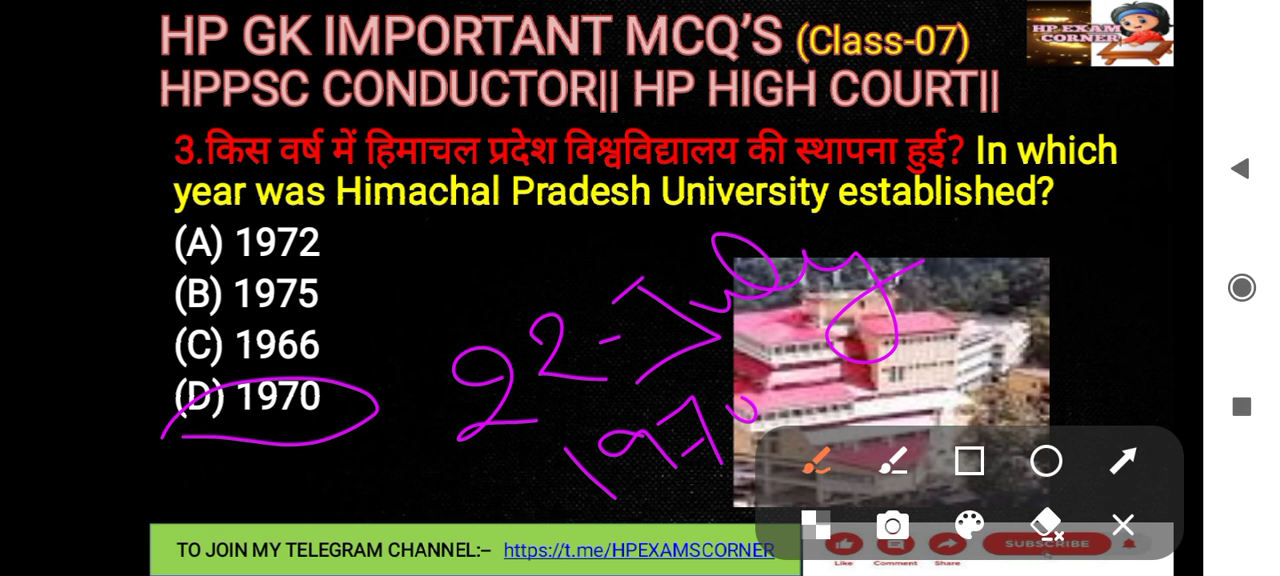 HP GK IMPORTANT MCQ'S (Class-07)
HP EXAM
CORNER
HPPSC CONDUCTOR|| HP HIGH COURT||
3.किस वर्ष में हिमाचल प्रदेश विश्वविद्यालय की स्थापना हुई? In which
year was Himachal Pradesh University established?
(A) 1972
(B) 1975
(C) 1966
(D) 1970
22-July
1970
TO JOIN MY TELEGRAM CHANNEL:– https://t.me/HPEXAMSCORNER
SUBSCRIBE
Like Comment Share